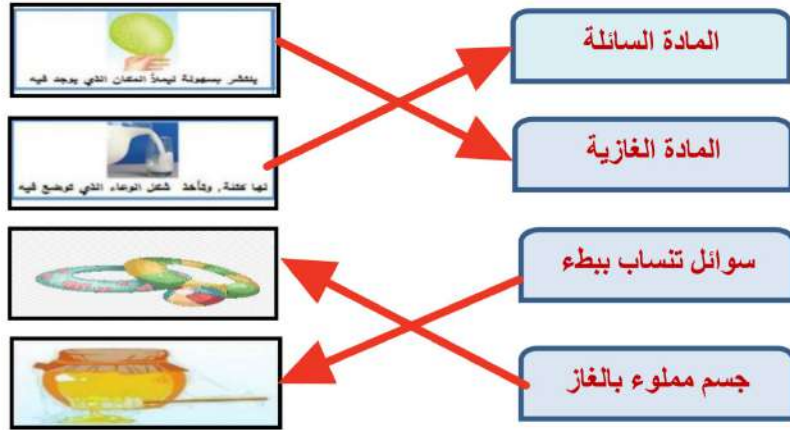 المادة السائلة
ينتشر بسهولة ليملأ المكان الذي يوجد فيه
المادة الغازية
لها كتلة، وتأخذ شكل الوعاء الذي توضع فيه
سوائل تنساب ببطء
جسم مملوء بالغاز